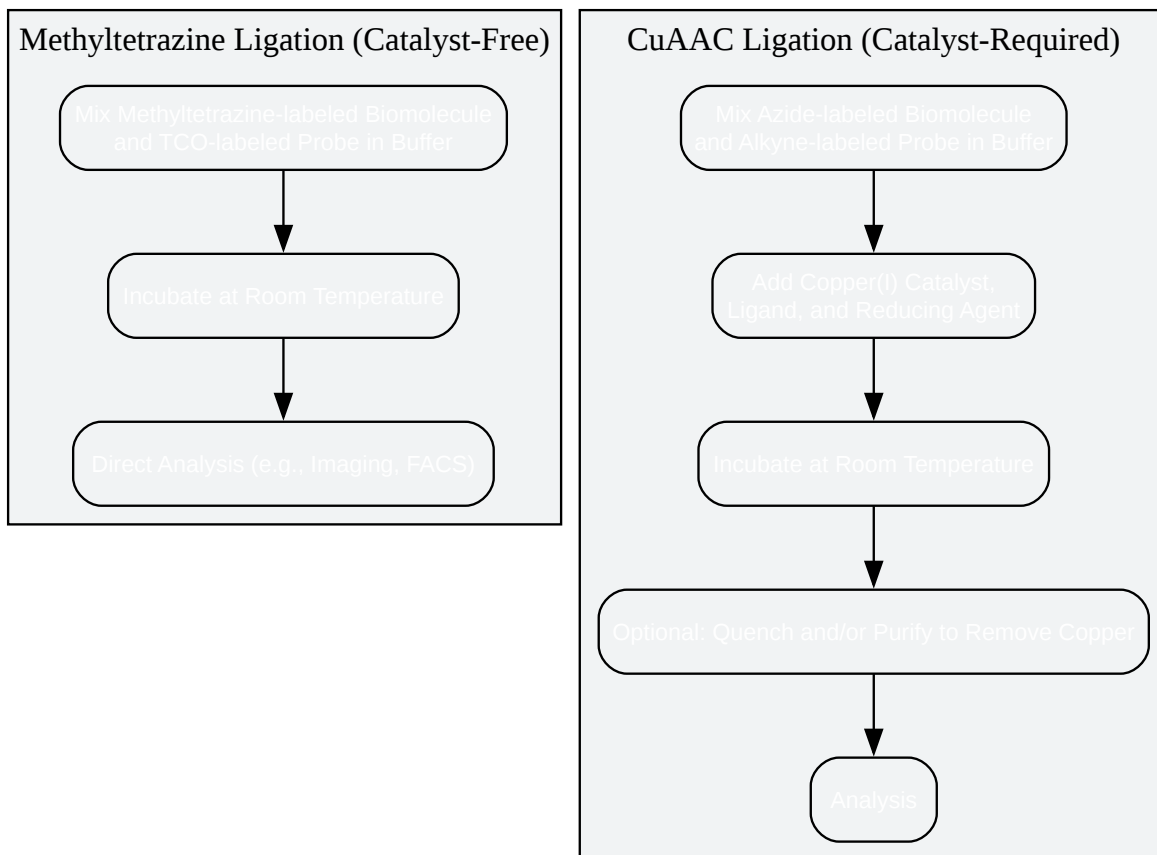 Methyltetrazine Ligation (Catalyst-Free)
Mix Methyltetrazine-labeled Biomolecule
and TCO-labeled Probe in Buffer
Incubate at Room Temperature
Direct Analysis (e.g., Imaging, FACS)
CuAAC Ligation (Catalyst-Required)
Mix Azide-labeled Biomolecule
and Alkyne-labeled Probe in Buffer
Add Copper(I) Catalyst,
Ligand, and Reducing Agent
Incubate at Room Temperature
Optional: Quench and/or Purify to Remove Copper
Analysis